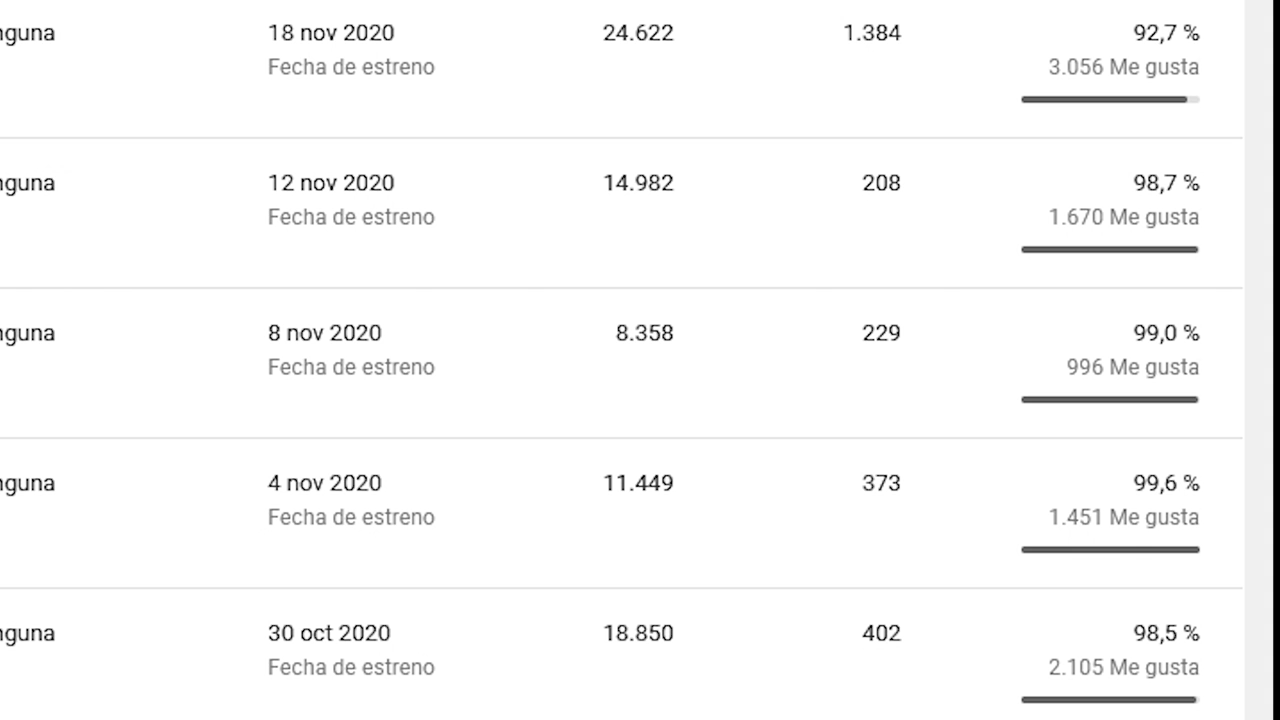 nguna 18 nov 2020 24.622 1.384 92,7 %
Fecha de estreno 3.056 Me gusta
nguna 12 nov 2020 14.982 208 98,7 %
Fecha de estreno 1.670 Me gusta
nguna 8 nov 2020 8.358 229 99,0 %
Fecha de estreno 996 Me gusta
nguna 4 nov 2020 11.449 373 99,6 %
Fecha de estreno 1.451 Me gusta
nguna 30 oct 2020 18.850 402 98,5 %
Fecha de estreno 2.105 Me gusta